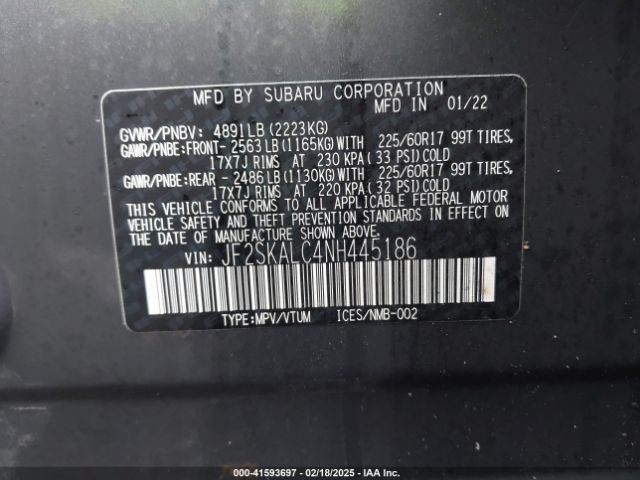 MFD BY SUBARU CORPORATION
MFD IN 01/22
GVWR/PNBV: 4891LB(2223KG)
GAWR/PNBE:FRONT- 2563LB(1165KG)WITH 225/60R17 99T TIRES,
17X7J RIMS AT 230 KPA(33 PSI)COLD
GAWR/PNBE:REAR - 2486LB(1130KG)WITH 225/60R17 99T TIRES,
17X7J RIMS AT 220 KPA(32 PSI)COLD
THIS VEHICLE CONFORMS TO ALL APPLICABLE FEDERAL MOTOR
VEHICLE SAFETY AND THEFT PREVENTION STANDARDS IN EFFECT ON
THE DATE OF MANUFACTURE SHOWN ABOVE.
VIN: JF2SKALC4NH445186
TYPE:MPV/VTUM ICES/NMB-002
000-41593697 - 02/18/2025 - IAA Inc.